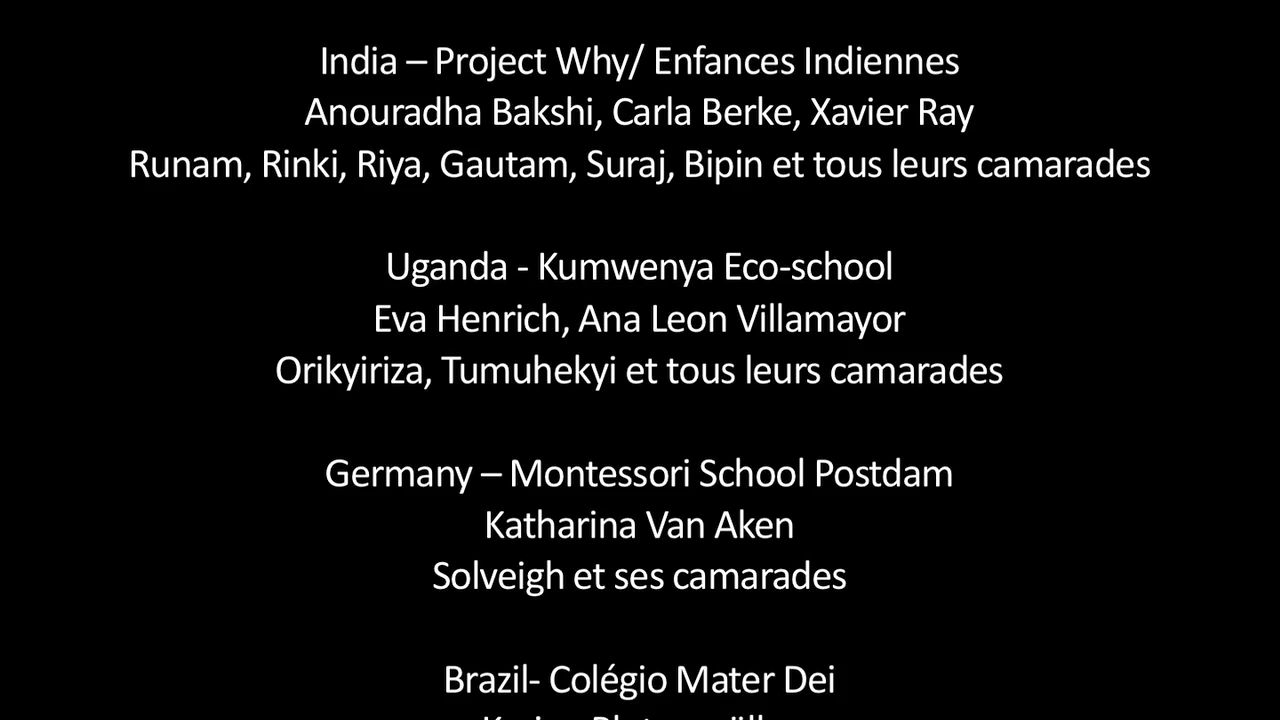 India – Project Why/ Enfances Indiennes
Anouradha Bakshi, Carla Berke, Xavier Ray
Runam, Rinki, Riya, Gautam, Suraj, Bipin et tous leurs camarades
Uganda - Kumwenya Eco-school
Eva Henrich, Ana Leon Villamayor
Orikyiriza, Tumuhekyi et tous leurs camarades
Germany – Montessori School Postdam
Katharina Van Aken
Solveigh et ses camarades
Brazil- Colégio Mater Dei